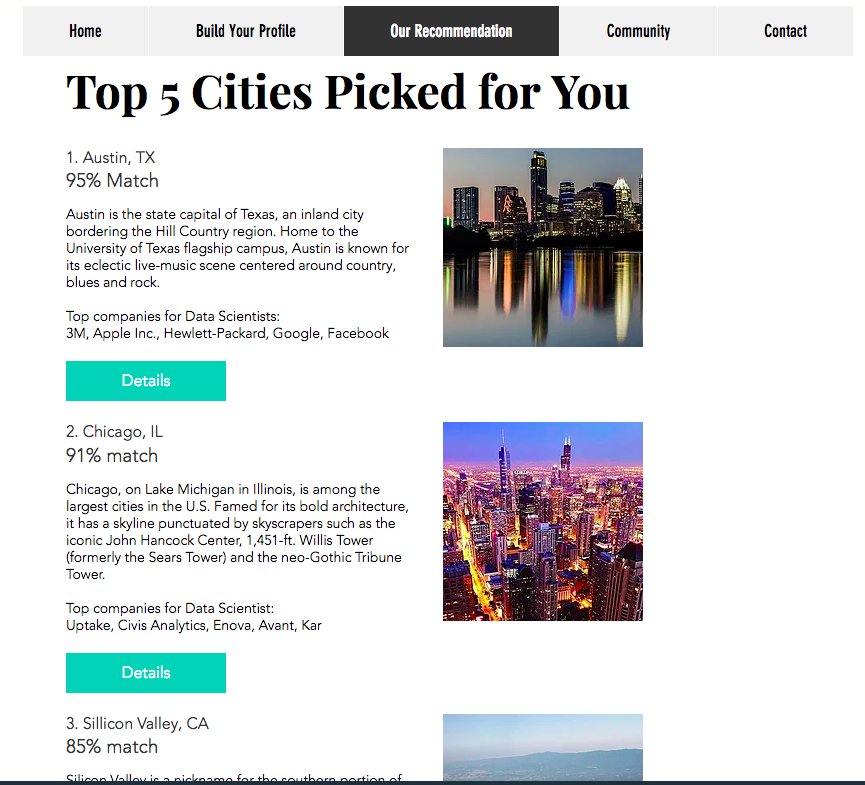 Home
Build Your Profile
Our Recommendation
Community
Contact
Top 5 Cities Picked for You
1. Austin, TX
95% Match
Austin is the state capital of Texas, an inland city
bordering the Hill Country region. Home to the
University of Texas flagship campus, Austin is known for
its eclectic live-music scene centered around country,
blues and rock.
Top companies for Data Scientists:
3M, Apple Inc., Hewlett-Packard, Google, Facebook
Details
2. Chicago, IL
91% match
Chicago, on Lake Michigan in Illinois, is among the
largest cities in the U.S. Famed for its bold architecture,
it has a skyline punctuated by skyscrapers such as the
iconic John Hancock Center, 1,451-ft. Willis Tower
(formerly the Sears Tower) and the neo-Gothic Tribune
Tower.
Top companies for Data Scientist:
Uptake, Civis Analytics, Enova, Avant, Kar
Details
3. Sillicon Valley, CA
85% match
Silicon Valley is a nickname for the southern portion of